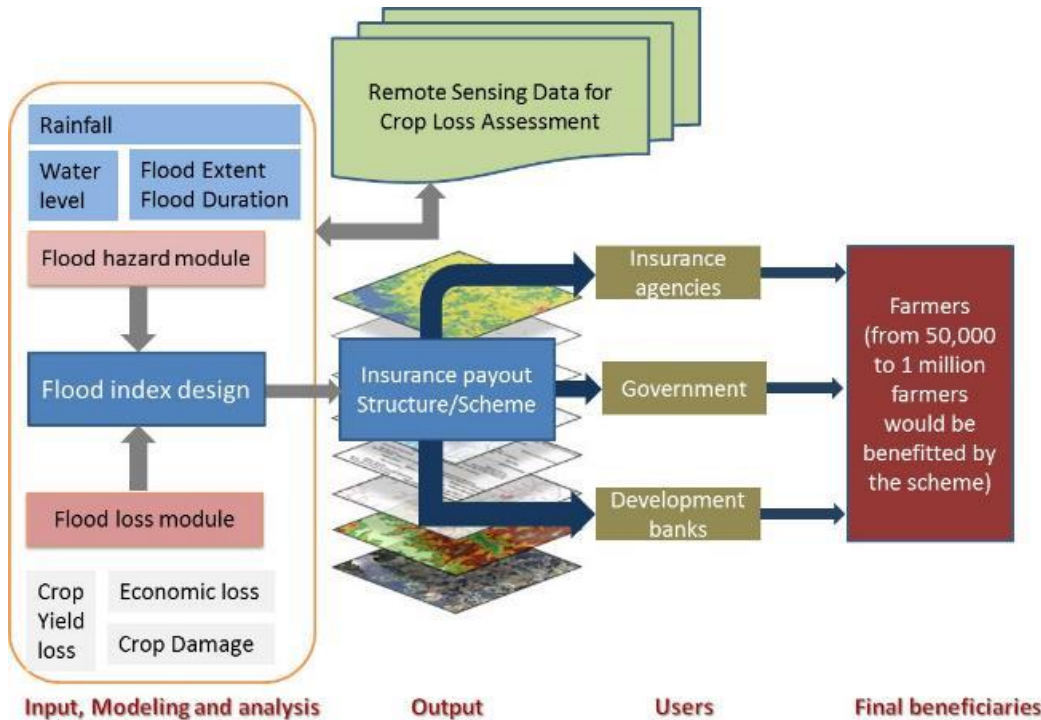 Remote Sensing Data for
Crop Loss Assessment
Rainfall
Water
level
Flood Extent
Flood Duration
Flood hazard module
Flood index design
Flood loss module
Crop
Yield
loss
Economic loss
Crop Damage
Insurance payout
Structure/Scheme
Insurance
agencies
Government
Development
banks
Farmers
(from 50,000
to 1 million
farmers
would be
benefitted by
the scheme)
Input, Modeling and analysis
Output
Users
Final beneficiaries